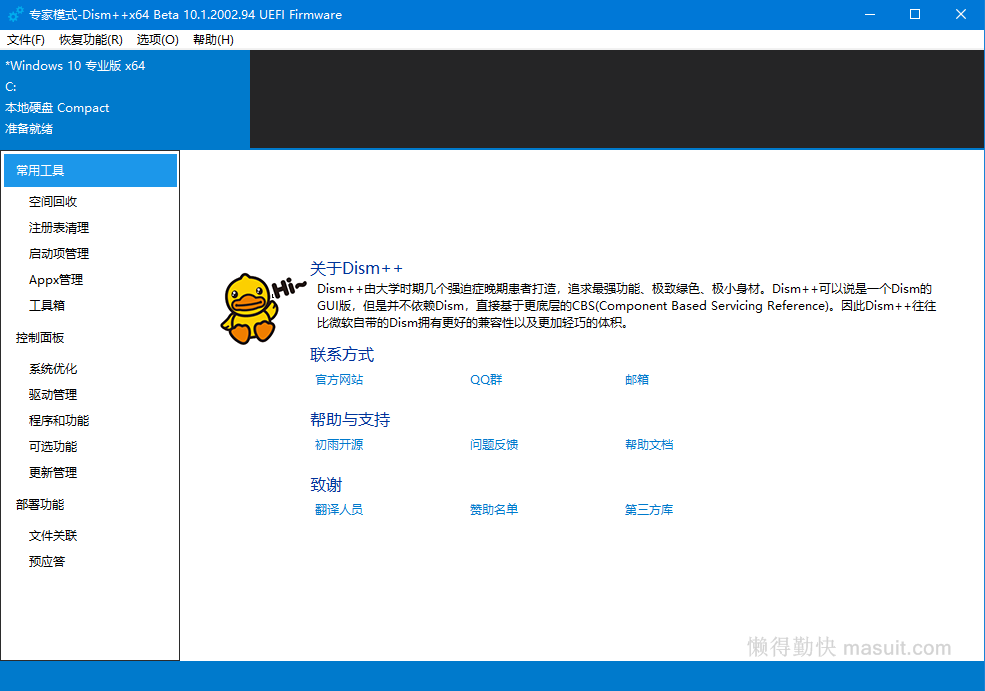 专家模式-Dism++x64 Beta 10.1.2002.94 UEFI Firmware
文件(F) 恢复功能(R) 选项(O) 帮助(H)
*Windows 10 专业版 x64
C:
本地硬盘 Compact
准备就绪
常用工具
空间回收
注册表清理
启动项管理
Appx管理
工具箱
控制面板
系统优化
驱动管理
程序和功能
可选功能
更新管理
部署功能
文件关联
预应答
Hi~
关于Dism++
Dism++由大学时期几个强迫症晚期患者打造，追求最强功能、极致绿色、极小身材。Dism++可以说是一个Dism的
GUI版，但是并不依赖Dism，直接基于更底层的CBS(Component Based Servicing Reference)。因此Dism++往往
比微软自带的Dism拥有更好的兼容性以及更加轻巧的体积。
联系方式
官方网站 QQ群 邮箱
帮助与支持
初雨开源 问题反馈 帮助文档
致谢
翻译人员 赞助名单 第三方库
懒得勤快 masuit.com